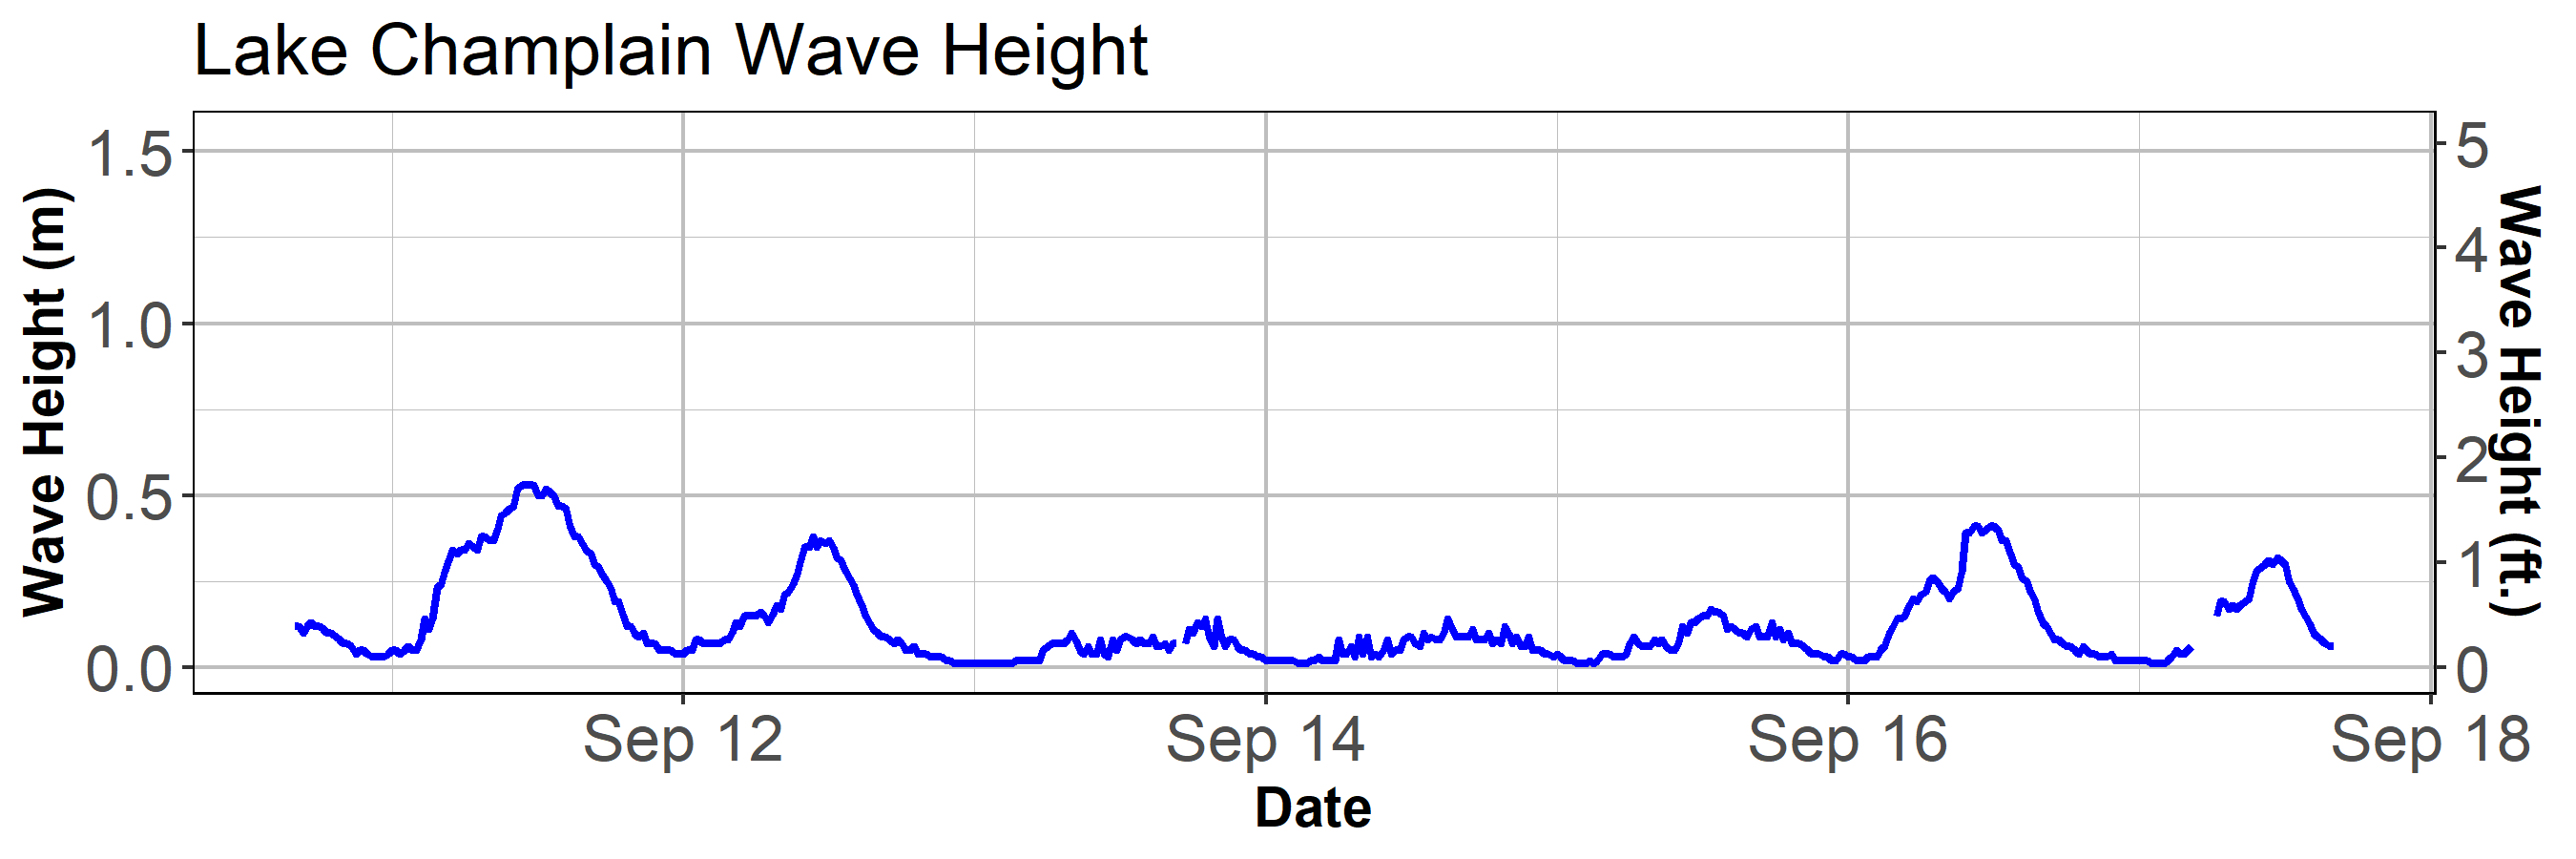 Lake Champlain Wave Height
Wave Height (m)
1.5
1.0
0.5
0.0
5
4
3
2
1
0
Wave Height (ft.)
Sep 12 Sep 14 Sep 16 Sep 18
Date